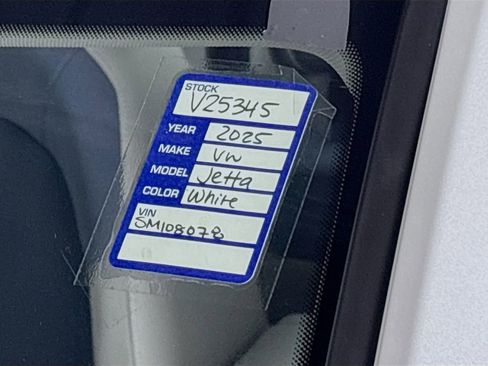 STOCK
V25345
YEAR 2025
MAKE VW
MODEL Jetta
COLOR White
VIN
SM108078